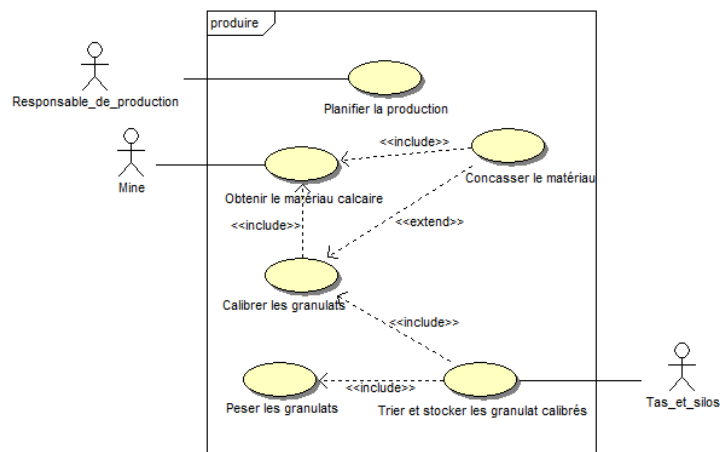 produire
Responsable_de_production
Planifier la production
<<include>>
Mine
Obtenir le matériau calcaire
Concasser le matériau
<<include>>
<<extend>>
Calibrer les granulats
<<include>>
<<include>>
Peser les granulats
Trier et stocker les granulat calibrés
Tas_et_silos